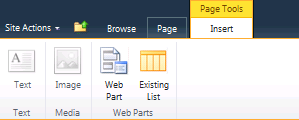 Page Tools
Site Actions Browse Page Insert
Text Image Web Part Existing List
Text Media Web Parts